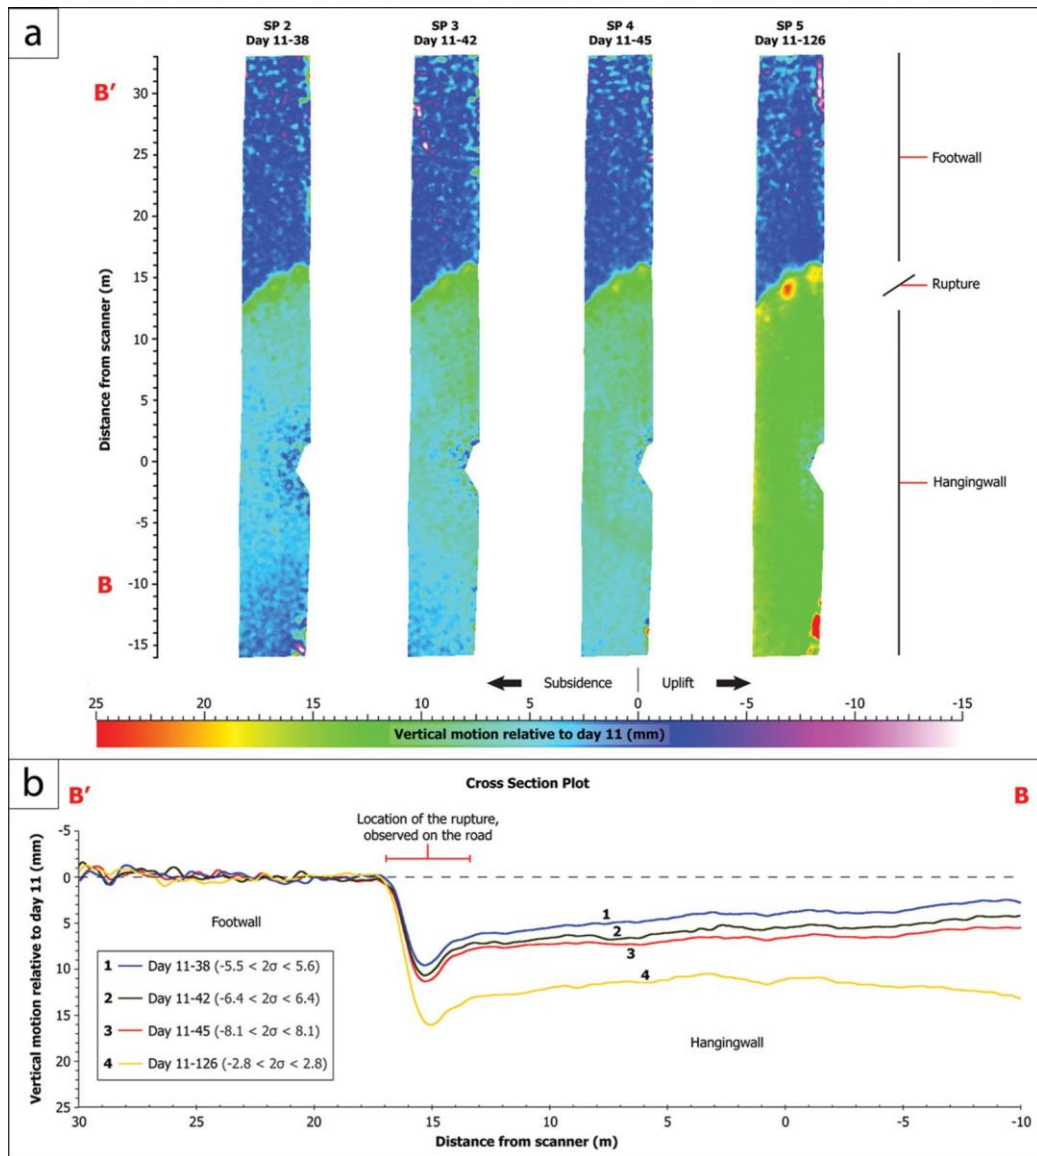 a
SP 2
Day 11-38
SP 3
Day 11-42
SP 4
Day 11-45
SP 5
Day 11-126
B'
B
30
25
20
15
10
5
0
-5
-10
-15
Distance from scanner (m)
Footwall
Rupture
Hangingwall
Subsidence
Uplift
25 20 15 10 5 0 -5 -10 -15
Vertical motion relative to day 11 (mm)
b
Cross Section Plot
B'
B
Location of the rupture,
observed on the road
-5
0
5
10
15
20
25
Vertical motion relative to day 11 (mm)
Footwall
1
2
3
4
1 Day 11-38 (-5.5 < 2σ < 5.6)
2 Day 11-42 (-6.4 < 2σ < 6.4)
3 Day 11-45 (-8.1 < 2σ < 8.1)
4 Day 11-126 (-2.8 < 2σ < 2.8)
Hangingwall
30 25 20 15 10 5 0 -5 -10
Distance from scanner (m)